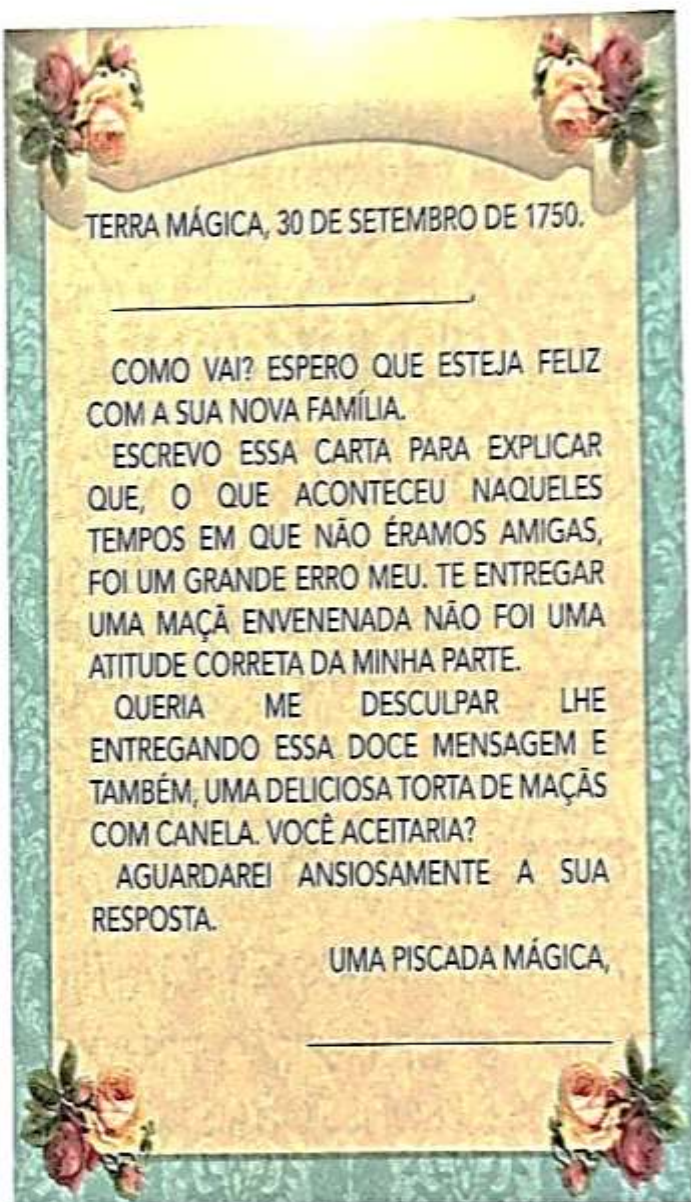 TERRA MÁGICA, 30 DE SETEMBRO DE 1750.
____________________,
COMO VAI? ESPERO QUE ESTEJA FELIZ
COM A SUA NOVA FAMÍLIA.
ESCREVO ESSA CARTA PARA EXPLICAR
QUE, O QUE ACONTECEU NAQUELES
TEMPOS EM QUE NÃO ÉRAMOS AMIGAS,
FOI UM GRANDE ERRO MEU. TE ENTREGAR
UMA MAÇÃ ENVENENADA NÃO FOI UMA
ATITUDE CORRETA DA MINHA PARTE.
QUERIA ME DESCULPAR LHE
ENTREGANDO ESSA DOCE MENSAGEM E
TAMBÉM, UMA DELICIOSA TORTA DE MAÇÃS
COM CANELA. VOCÊ ACEITARIA?
AGUARDAREI ANSIOSAMENTE A SUA
RESPOSTA.
UMA PISCADA MÁGICA,
____________________